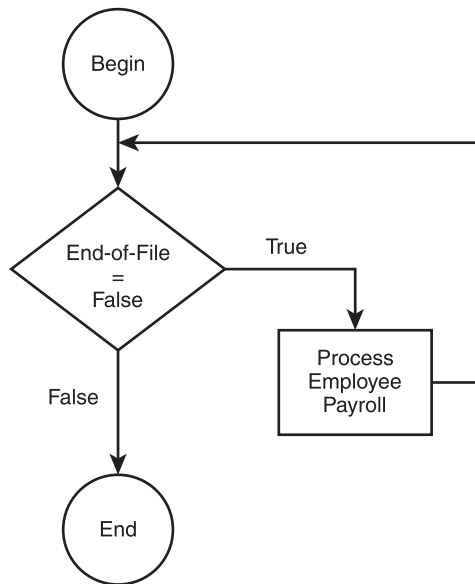 Begin
End-of-File
=
False
True
Process
Employee
Payroll
False
End